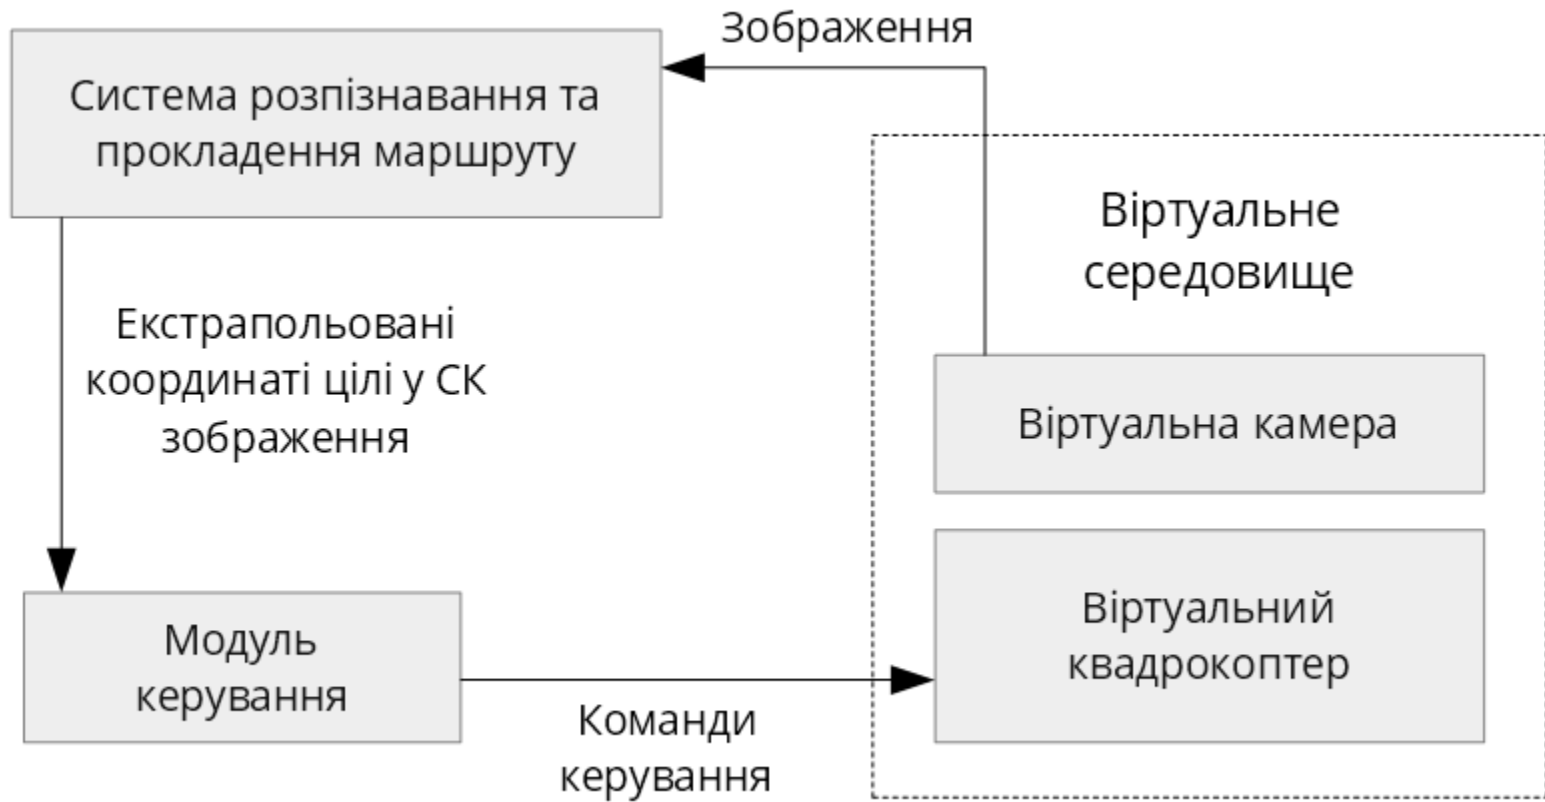 Зображення
Система розпізнавання та
прокладення маршруту
Віртуальне
середовище
Екстрапольовані
координаті цілі у СК
зображення
Віртуальна камера
Віртуальний
квадрокоптер
Модуль
керування
Команди
керування